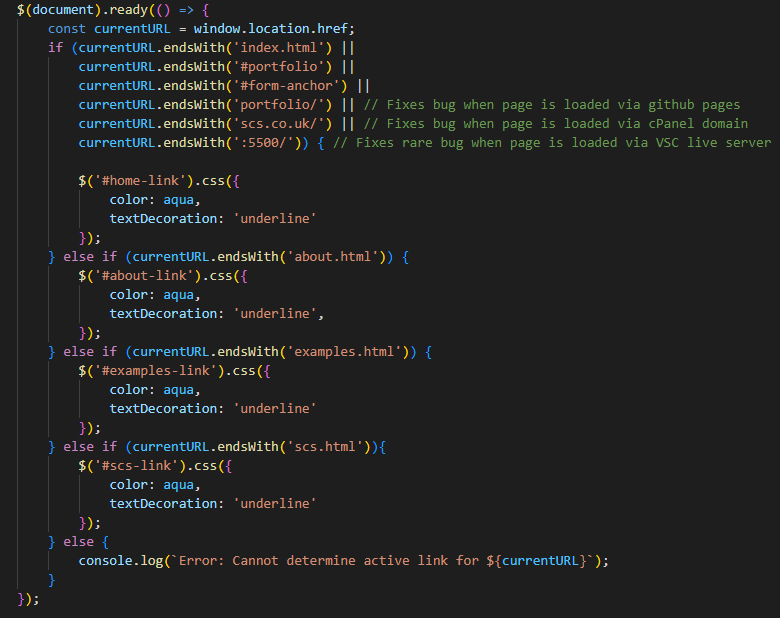 $(document).ready(() => {
    const currentURL = window.location.href;
    if (currentURL.endsWith('index.html') ||
        currentURL.endsWith('#portfolio') ||
        currentURL.endsWith('#form-anchor') ||
        currentURL.endsWith('portfolio/') || // Fixes bug when page is loaded via github pages
        currentURL.endsWith('scs.co.uk/') || // Fixes bug when page is loaded via cPanel domain
        currentURL.endsWith(':5500/')) { // Fixes rare bug when page is loaded via VSC live server

        $('#home-link').css({
            color: aqua,
            textDecoration: 'underline'
        });
    } else if (currentURL.endsWith('about.html')) {
        $('#about-link').css({
            color: aqua,
            textDecoration: 'underline',
        });
    } else if (currentURL.endsWith('examples.html')) {
        $('#examples-link').css({
            color: aqua,
            textDecoration: 'underline'
        });
    } else if (currentURL.endsWith('scs.html')){
        $('#scs-link').css({
            color: aqua,
            textDecoration: 'underline'
        });
    } else {
        console.log(`Error: Cannot determine active link for ${currentURL}`);
    }
});